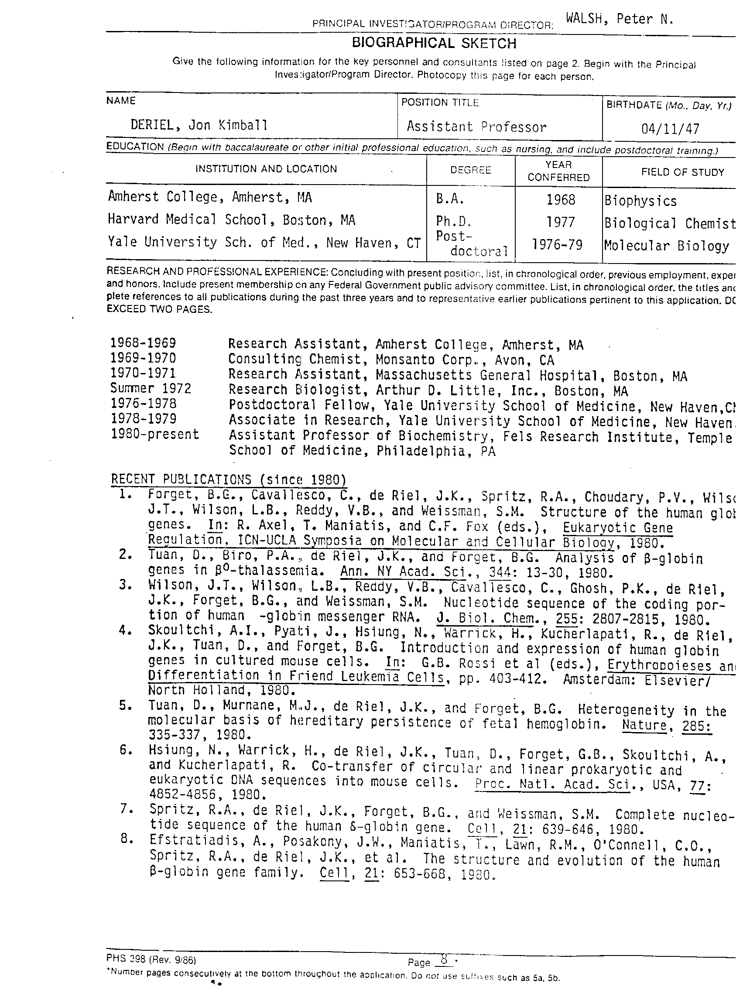 PRINCIPAL INVESTIGATOR/PROGRAM DIRECTOR: WALSH, Peter N.
BIOGRAPHICAL SKETCH
Give the following information for the key personnel and consultants listed on page 2. Begin with the Principal
Investigator/Program Director. Photocopy this page for each person.
NAME POSITION TITLE BIRTHDATE (Mo., Day, Yr.)
DERIEL, Jon Kimball Assistant Professor 04/11/47
EDUCATION (Begin with baccalaureate or other initial professional education, such as nursing, and include postdoctoral training.)
INSTITUTION AND LOCATION DEGREE YEAR CONFERRED FIELD OF STUDY
Amherst College, Amherst, MA B.A. 1968 Biophysics
Harvard Medical School, Boston, MA Ph.D. 1977 Biological Chemist
Yale University Sch. of Med., New Haven, CT Post-doctoral 1976-79 Molecular Biology
RESEARCH AND PROFESSIONAL EXPERIENCE: Concluding with present position, list, in chronological order, previous employment, exper
and honors. Include present membership on any Federal Government public advisory committee. List, in chronological order, the titles and
plete references to all publications during the past three years and to representative earlier publications pertinent to this application. DO
EXCEED TWO PAGES.
1968-1969 Research Assistant, Amherst College, Amherst, MA
1969-1970 Consulting Chemist, Monsanto Corp., Avon, CA
1970-1971 Research Assistant, Massachusetts General Hospital, Boston, MA
Summer 1972 Research Biologist, Arthur D. Little, Inc., Boston, MA
1976-1978 Postdoctoral Fellow, Yale University School of Medicine, New Haven,
1978-1979 Associate in Research, Yale University School of Medicine, New Haven
1980-present Assistant Professor of Biochemistry, Fels Research Institute, Temple
School of Medicine, Philadelphia, PA
RECENT PUBLICATIONS (since 1980)
1. Forget, B.G., Cavallesco, C., de Riel, J.K., Spritz, R.A., Choudary, P.V., Wilso
J.T., Wilson, L.B., Reddy, V.B., and Weissman, S.M. Structure of the human glob
genes. In: R. Axel, T. Maniatis, and C.F. Fox (eds.), Eukaryotic Gene
Regulation, ICN-UCLA Symposia on Molecular and Cellular Biology, 1980.
2. Tuan, D., Biro, P.A., de Riel, J.K., and Forget, B.G. Analysis of β-globin
genes in β⁰-thalassemia. Ann. NY Acad. Sci., 344: 13-30, 1980.
3. Wilson, J.T., Wilson, L.B., Reddy, V.B., Cavallesco, C., Ghosh, P.K., de Riel,
J.K., Forget, B.G., and Weissman, S.M. Nucleotide sequence of the coding por-
tion of human -globin messenger RNA. J. Biol. Chem., 255: 2807-2815, 1980.
4. Skoultchi, A.I., Pyati, J., Hsiung, N., Warrick, H., Kucherlapati, R., de Riel,
J.K., Tuan, D., and Forget, B.G. Introduction and expression of human globin
genes in cultured mouse cells. In: G.B. Rossi et al (eds.), Erythropoieses and
Differentiation in Friend Leukemia Cells, pp. 403-412. Amsterdam: Elsevier/
North Holland, 1980.
5. Tuan, D., Murnane, M.J., de Riel, J.K., and Forget, B.G. Heterogeneity in the
molecular basis of hereditary persistence of fetal hemoglobin. Nature, 285:
335-337, 1980.
6. Hsiung, N., Warrick, H., de Riel, J.K., Tuan, D., Forget, G.B., Skoultchi, A.,
and Kucherlapati, R. Co-transfer of circular and linear prokaryotic and
eukaryotic DNA sequences into mouse cells. Proc. Natl. Acad. Sci., USA, 77:
4852-4856, 1980.
7. Spritz, R.A., de Riel, J.K., Forget, B.G., and Weissman, S.M. Complete nucleo-
tide sequence of the human δ-globin gene. Cell, 21: 639-646, 1980.
8. Efstratiadis, A., Posakony, J.W., Maniatis, T., Lawn, R.M., O'Connell, C.O.,
Spritz, R.A., de Riel, J.K., et al. The structure and evolution of the human
β-globin gene family. Cell, 21: 653-668, 1980.
PHS 398 (Rev. 9/86) Page 8
*Number pages consecutively at the bottom throughout the application. Do not use suffixes such as 5a, 5b.